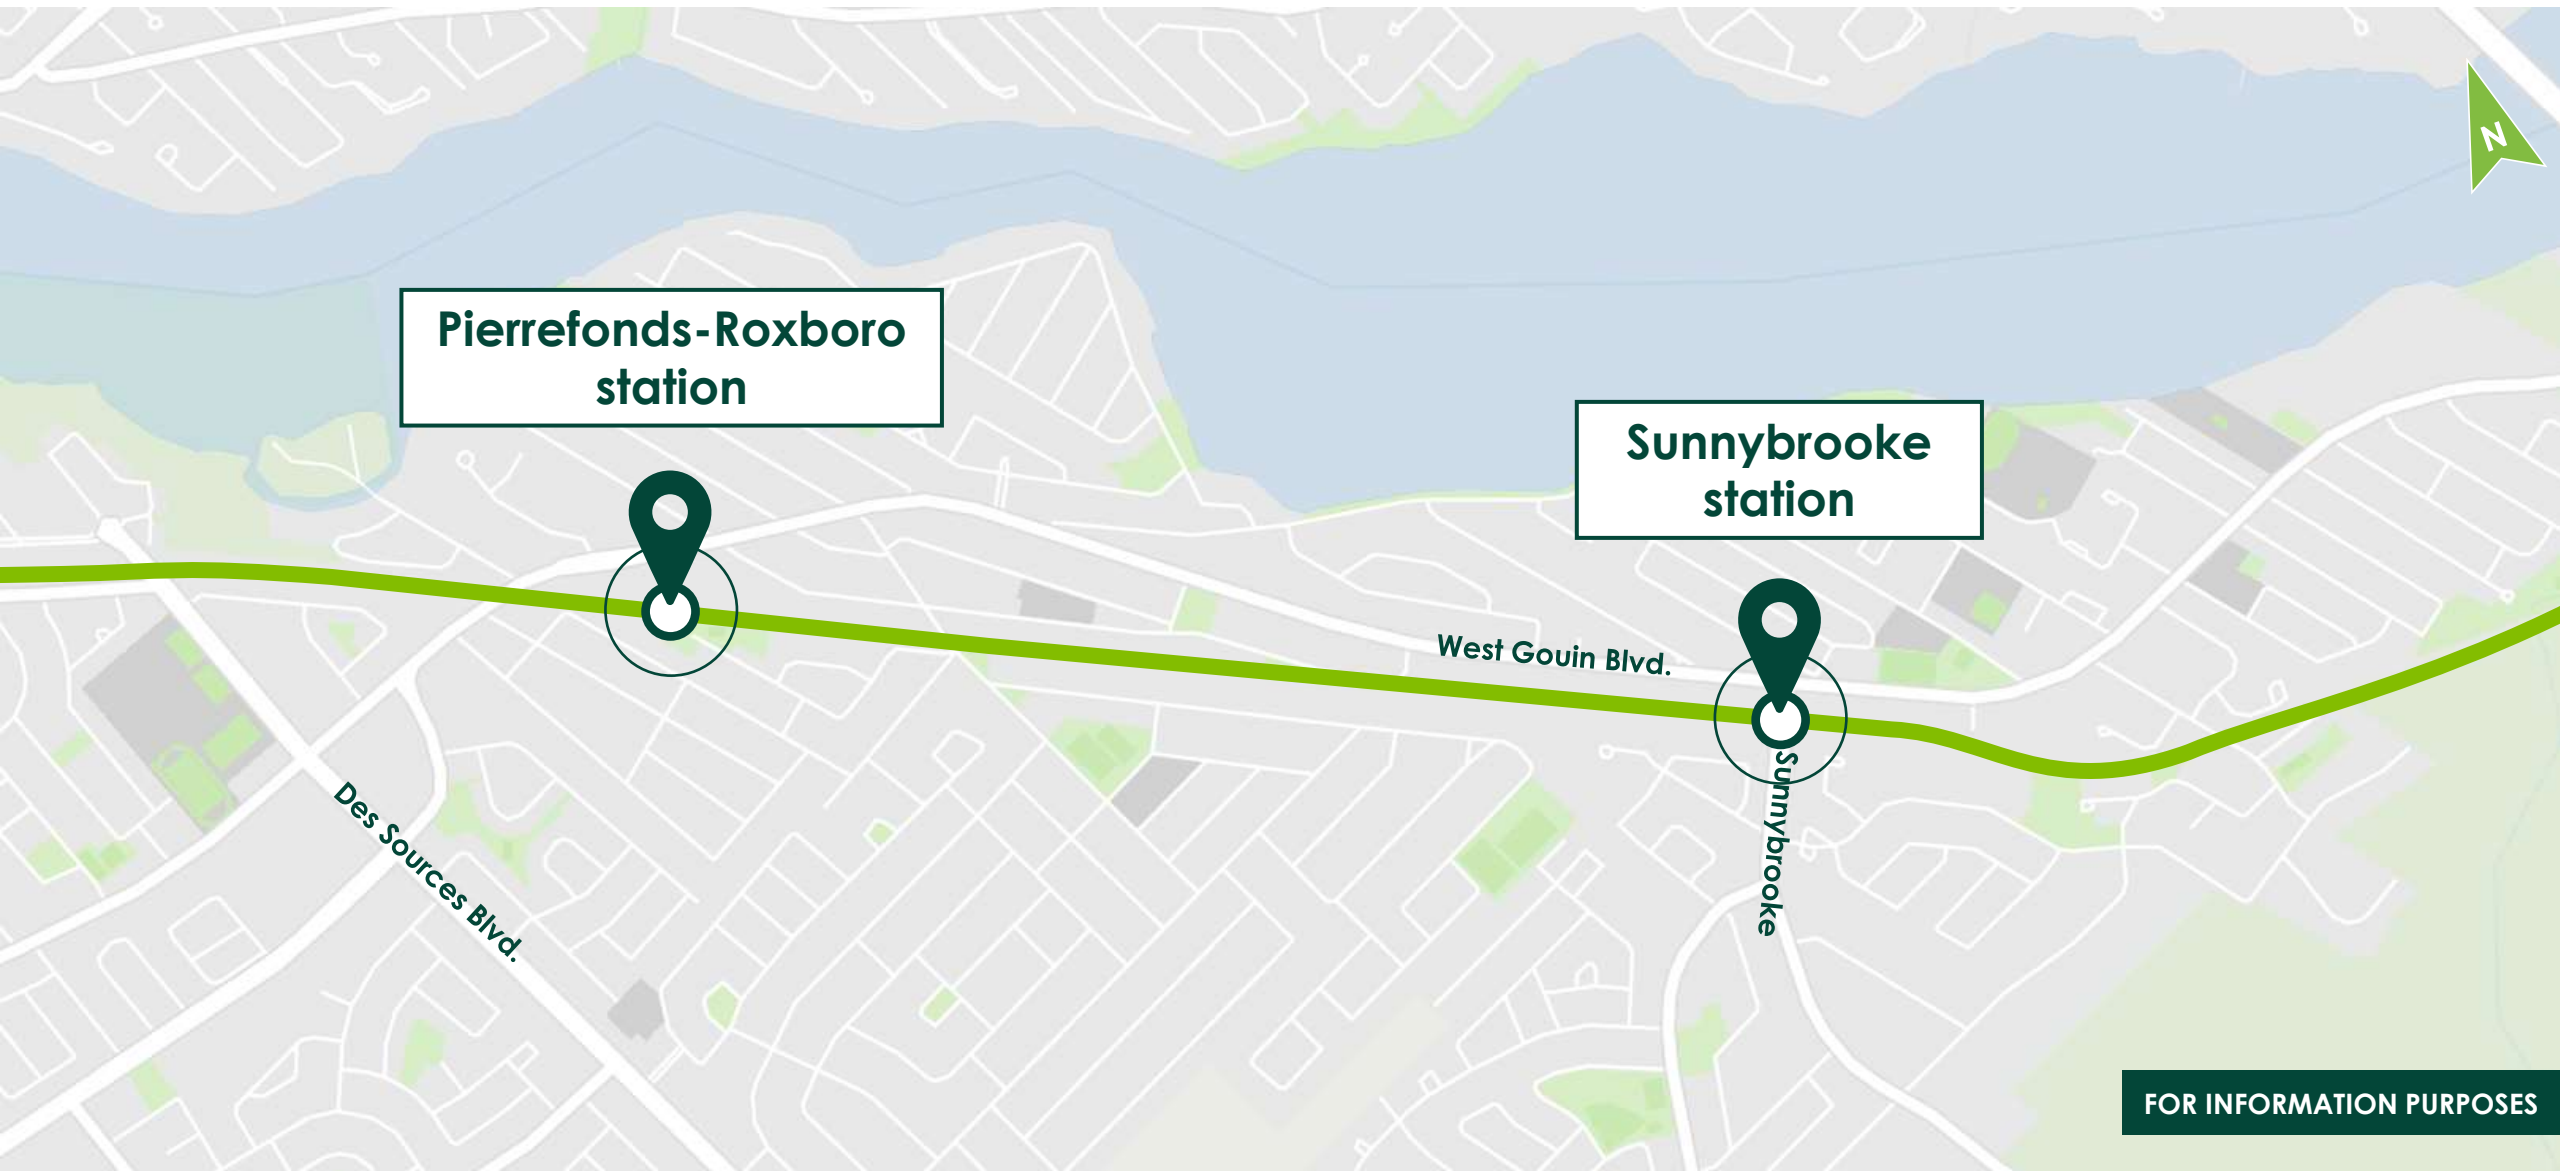 N
Pierrefonds-Roxboro
station
Sunnybrooke
station
West Gouin Blvd.
Sunnybrooke
Des Sources Blvd.
FOR INFORMATION PURPOSES